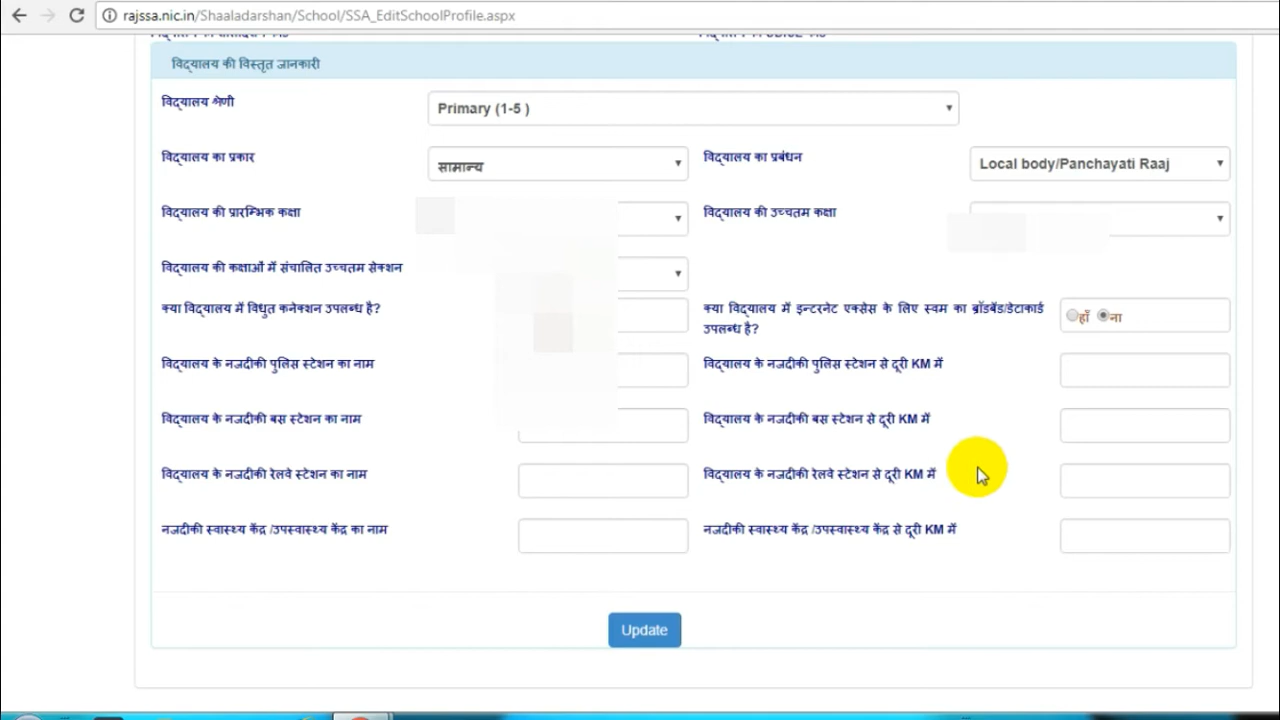 rajssa.nic.in/Shaaladarshan/School/SSA_EditSchoolProfile.aspx
विद्यालय की विस्तृत जानकारी
विद्यालय श्रेणी
Primary (1-5 )
विद्यालय का प्रकार
सामान्य
विद्यालय का प्रबंधन
Local body/Panchayati Raaj
विद्यालय की प्रारम्भिक कक्षा
विद्यालय की उच्चतम कक्षा
विद्यालय की कक्षाओं में संचालित उच्चतम सेक्शन
क्या विद्यालय में विधुत कनेक्शन उपलब्ध है?
क्या विद्यालय में इन्टरनेट एक्सेस के लिए स्वम का ब्रॉडबेंड/डेटाकार्ड
उपलब्ध है?
हाँ ना
विद्यालय के नजदीकी पुलिस स्टेशन का नाम
विद्यालय के नजदीकी पुलिस स्टेशन से दूरी KM में
विद्यालय के नजदीकी बस स्टेशन का नाम
विद्यालय के नजदीकी बस स्टेशन से दूरी KM में
विद्यालय के नजदीकी रेलवे स्टेशन का नाम
विद्यालय के नजदीकी रेलवे स्टेशन से दूरी KM में
नजदीकी स्वास्थ्य केंद्र /उपस्वास्थ्य केंद्र का नाम
नजदीकी स्वास्थ्य केंद्र /उपस्वास्थ्य केंद्र से दूरी KM में
Update